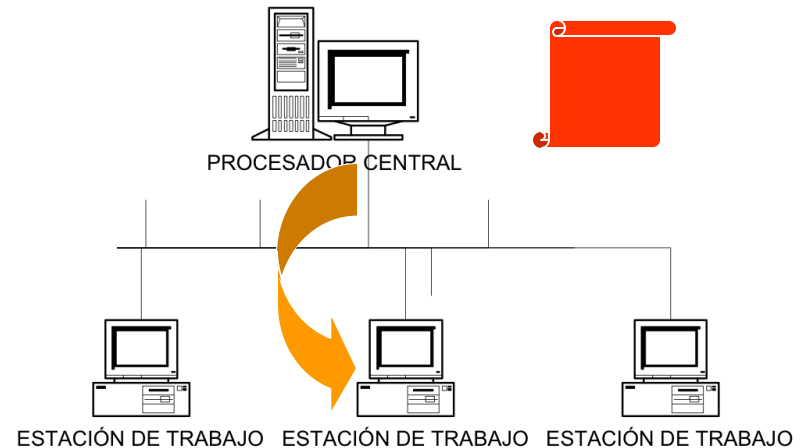 PROCESADOR CENTRAL
ESTACIÓN DE TRABAJO ESTACIÓN DE TRABAJO ESTACIÓN DE TRABAJO